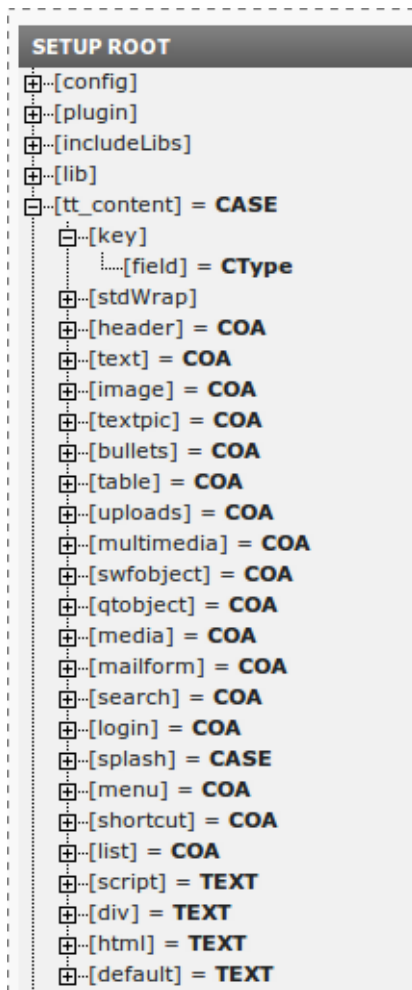 SETUP ROOT
[config]
[plugin]
[includeLibs]
[lib]
[tt_content] = CASE
[key]
[field] = CType
[stdWrap]
[header] = COA
[text] = COA
[image] = COA
[textpic] = COA
[bullets] = COA
[table] = COA
[uploads] = COA
[multimedia] = COA
[swfobject] = COA
[qtobject] = COA
[media] = COA
[mailform] = COA
[search] = COA
[login] = COA
[splash] = CASE
[menu] = COA
[shortcut] = COA
[list] = COA
[script] = TEXT
[div] = TEXT
[html] = TEXT
[default] = TEXT